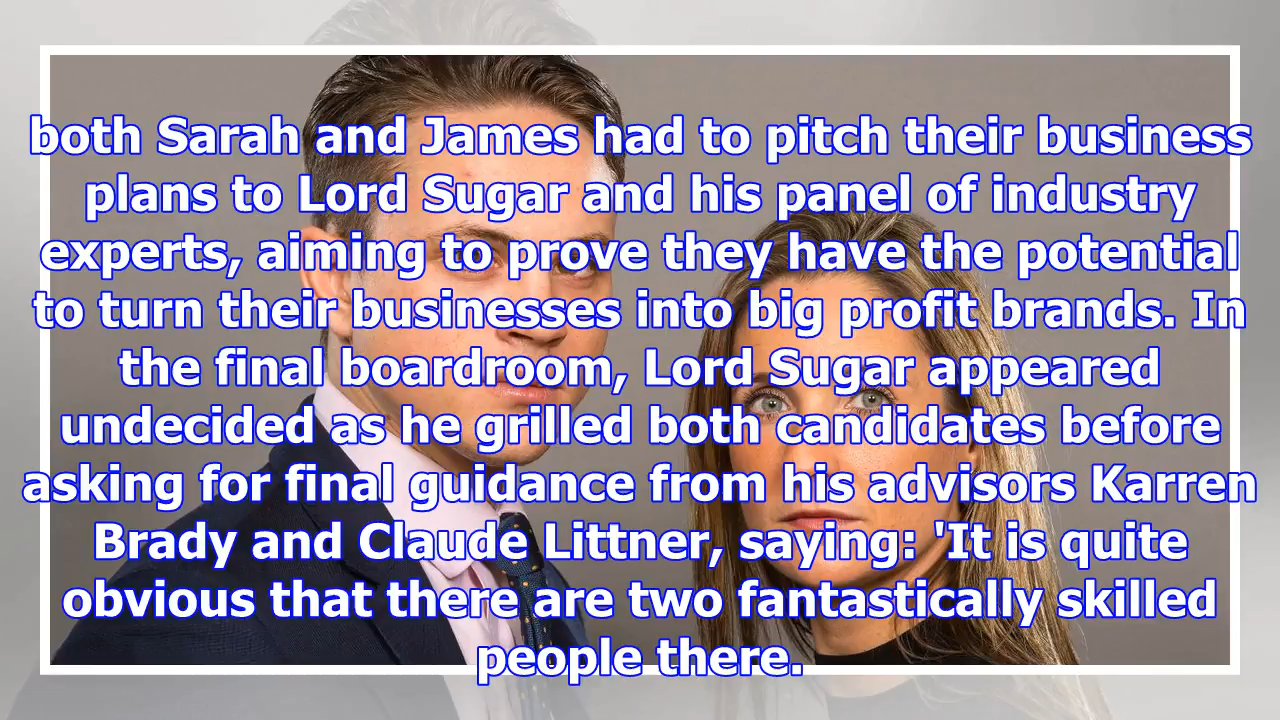 both Sarah and James had to pitch their business
plans to Lord Sugar and his panel of industry
experts, aiming to prove they have the potential
to turn their businesses into big profit brands. In
the final boardroom, Lord Sugar appeared
undecided as he grilled both candidates before
asking for final guidance from his advisors Karren
Brady and Claude Littner, saying: 'It is quite
obvious that there are two fantastically skilled
people there.